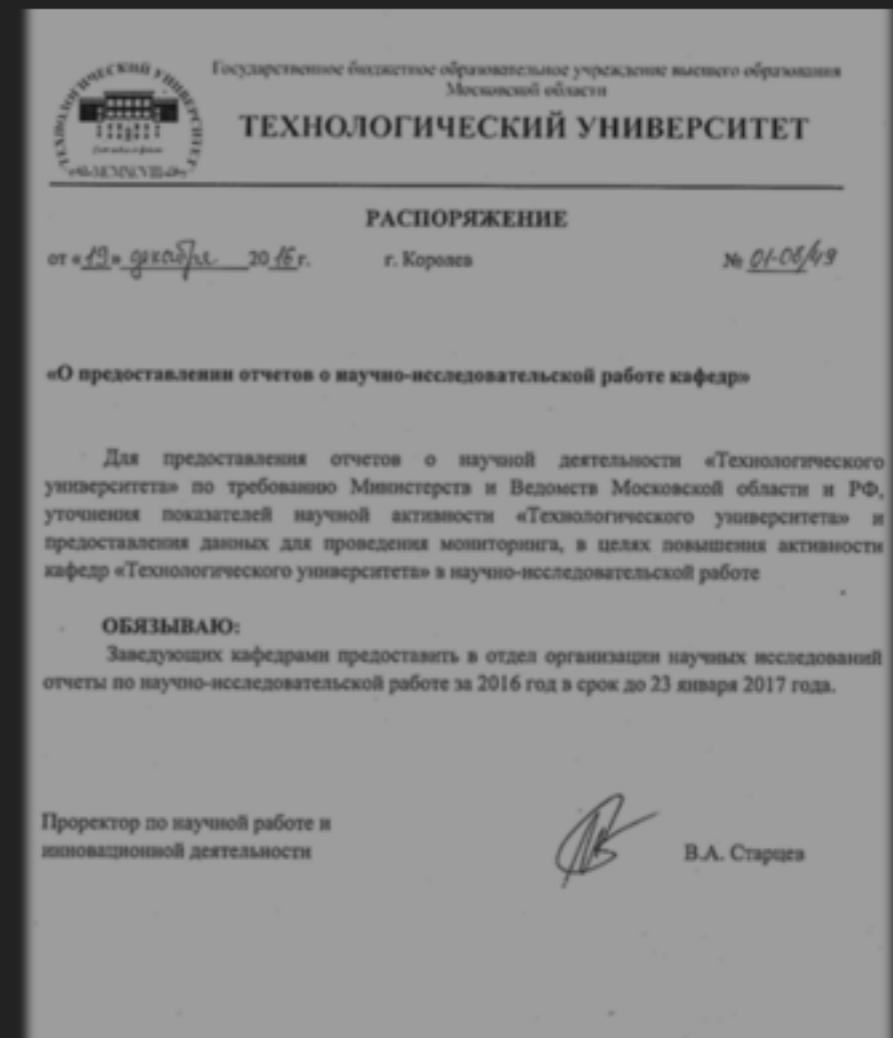 ТЕХНОЛОГИЧЕСКИЙ УНИВЕРСИТЕТ
Государственное бюджетное образовательное учреждение высшего образования
Московской области
ТЕХНОЛОГИЧЕСКИЙ УНИВЕРСИТЕТ
РАСПОРЯЖЕНИЕ
от «19» декабря 2016 г. г. Королев № 01-08/49
«О предоставлении отчетов о научно-исследовательской работе кафедр»
Для предоставления отчетов о научной деятельности «Технологического
университета» по требованию Министерств и Ведомств Московской области и РФ,
уточнения показателей научной активности «Технологического университета» и
предоставления данных для проведения мониторинга, в целях повышения активности
кафедр «Технологического университета» в научно-исследовательской работе
ОБЯЗЫВАЮ:
Заведующих кафедрами предоставить в отдел организации научных исследований
отчеты по научно-исследовательской работе за 2016 год в срок до 23 января 2017 года.
Проректор по научной работе и
инновационной деятельности В.А. Старцев